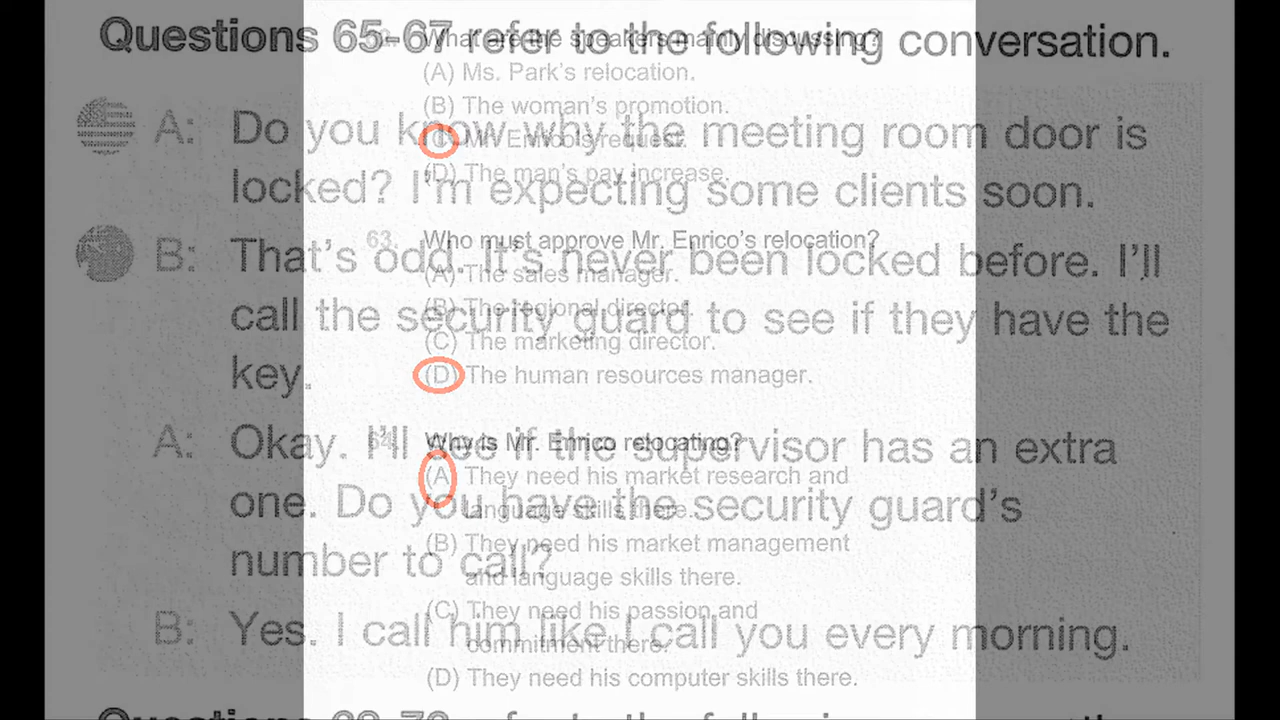 Questions 65-67 refer to the following conversation.
A: Do you know why the meeting room door is
locked? I'm expecting some clients soon.
B: That's odd. It's never been locked before. I'll
call the security guard to see if they have the
key.
A: Okay. I'll see if the supervisor has an extra
one. Do you have the security guard's
number to call?
B: Yes. I call him like I call you every morning.
What are the speakers mainly discussing?
(A) Ms. Park's relocation.
(B) The woman's promotion.
(C) Mr. Enrico's request.
(D) The man's pay increase.
63. Who must approve Mr. Enrico's relocation?
(A) The sales manager.
(B) The regional director.
(C) The marketing director.
(D) The human resources manager.
64. Why is Mr. Enrico relocating?
(A) They need his market research and
language skills there.
(B) They need his market management
and language skills there.
(C) They need his passion and
commitment there.
(D) They need his computer skills there.